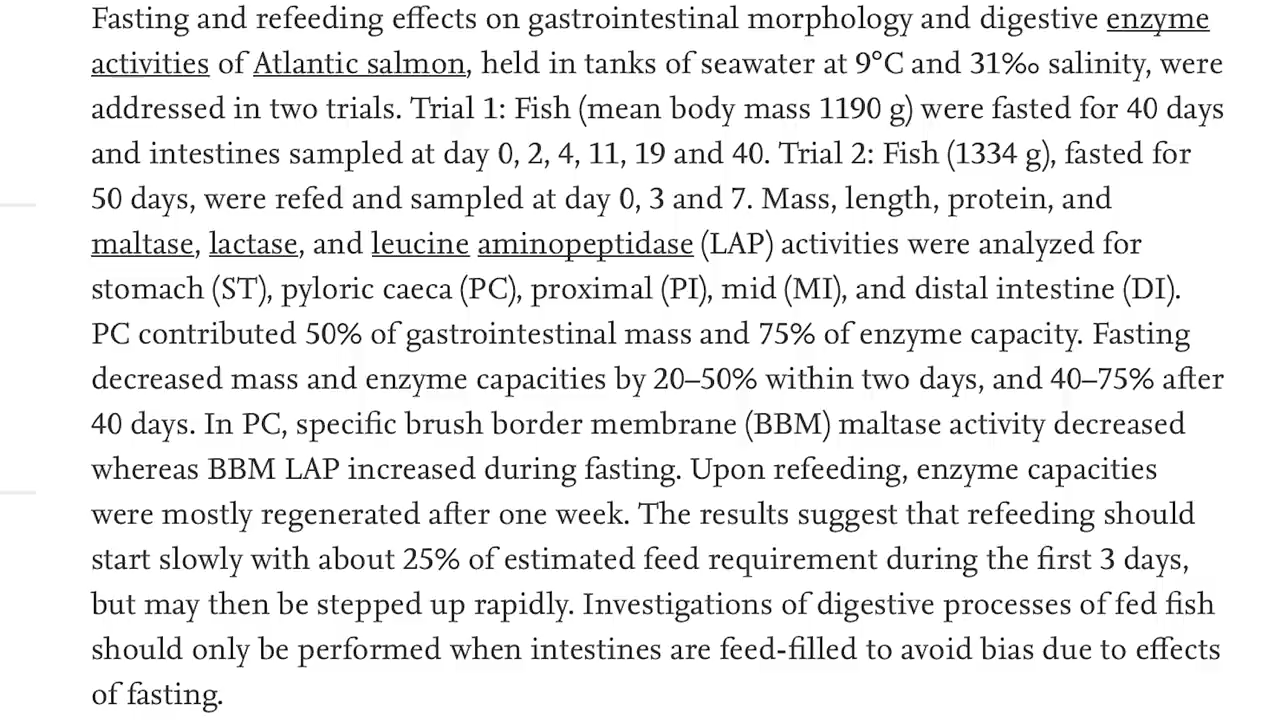 Fasting and refeeding effects on gastrointestinal morphology and digestive enzyme
activities of Atlantic salmon, held in tanks of seawater at 9°C and 31‰ salinity, were
addressed in two trials. Trial 1: Fish (mean body mass 1190 g) were fasted for 40 days
and intestines sampled at day 0, 2, 4, 11, 19 and 40. Trial 2: Fish (1334 g), fasted for
50 days, were refed and sampled at day 0, 3 and 7. Mass, length, protein, and
maltase, lactase, and leucine aminopeptidase (LAP) activities were analyzed for
stomach (ST), pyloric caeca (PC), proximal (PI), mid (MI), and distal intestine (DI).
PC contributed 50% of gastrointestinal mass and 75% of enzyme capacity. Fasting
decreased mass and enzyme capacities by 20–50% within two days, and 40–75% after
40 days. In PC, specific brush border membrane (BBM) maltase activity decreased
whereas BBM LAP increased during fasting. Upon refeeding, enzyme capacities
were mostly regenerated after one week. The results suggest that refeeding should
start slowly with about 25% of estimated feed requirement during the first 3 days,
but may then be stepped up rapidly. Investigations of digestive processes of fed fish
should only be performed when intestines are feed-filled to avoid bias due to effects
of fasting.